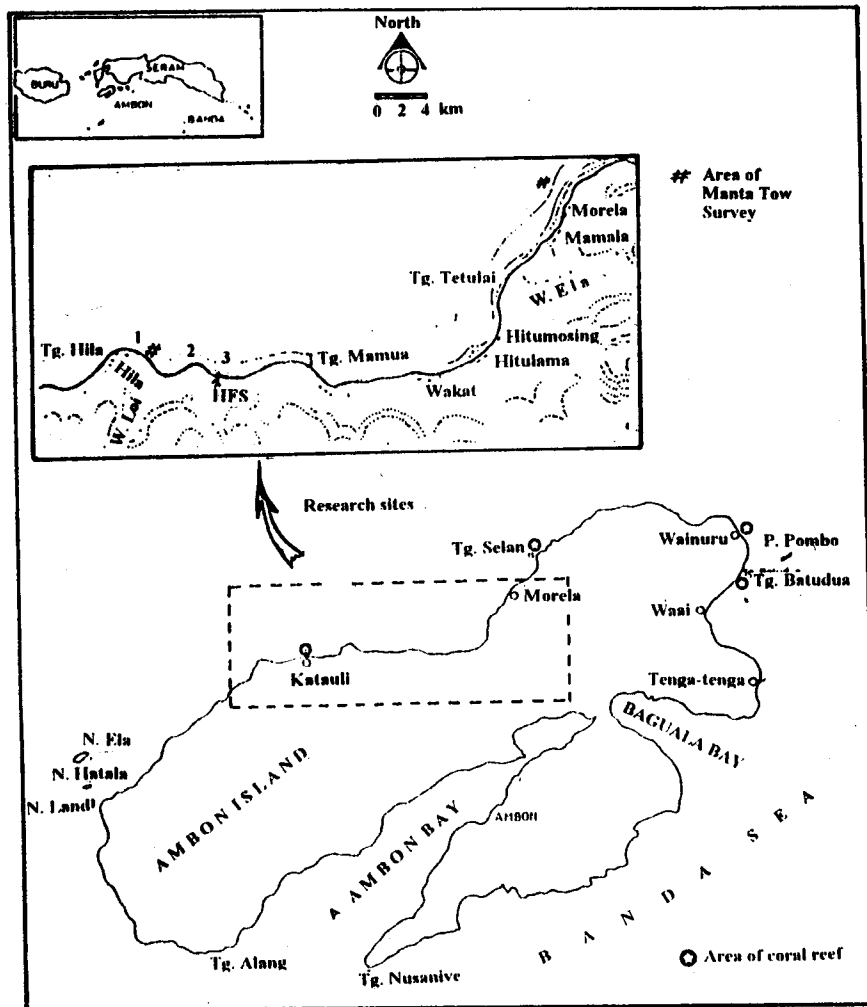 North
0 2 4 km
BURU
SERAM
AMBON
BANDA
# Area of
Manta Tow
Survey
#
Morela
Mamala
Tg. Tetulai
W. Ela
Hitumosing
Hitulama
Tg. Hila
1
#
2
3
Tg. Mamua
Hila
HFS
Wakat
W. Loi
Research sites
Tg. Selan
Wainuru
P. Pombo
Tg. Batudua
Morela
Waai
Katauli
Tenga-tenga
N. Ela
N. Hatala
BAGUALA BAY
AMBON ISLAND
AMBON BAY
AMBON
BANDA SEA
Tg. Alang
Tg. Nusanive
Area of coral reef